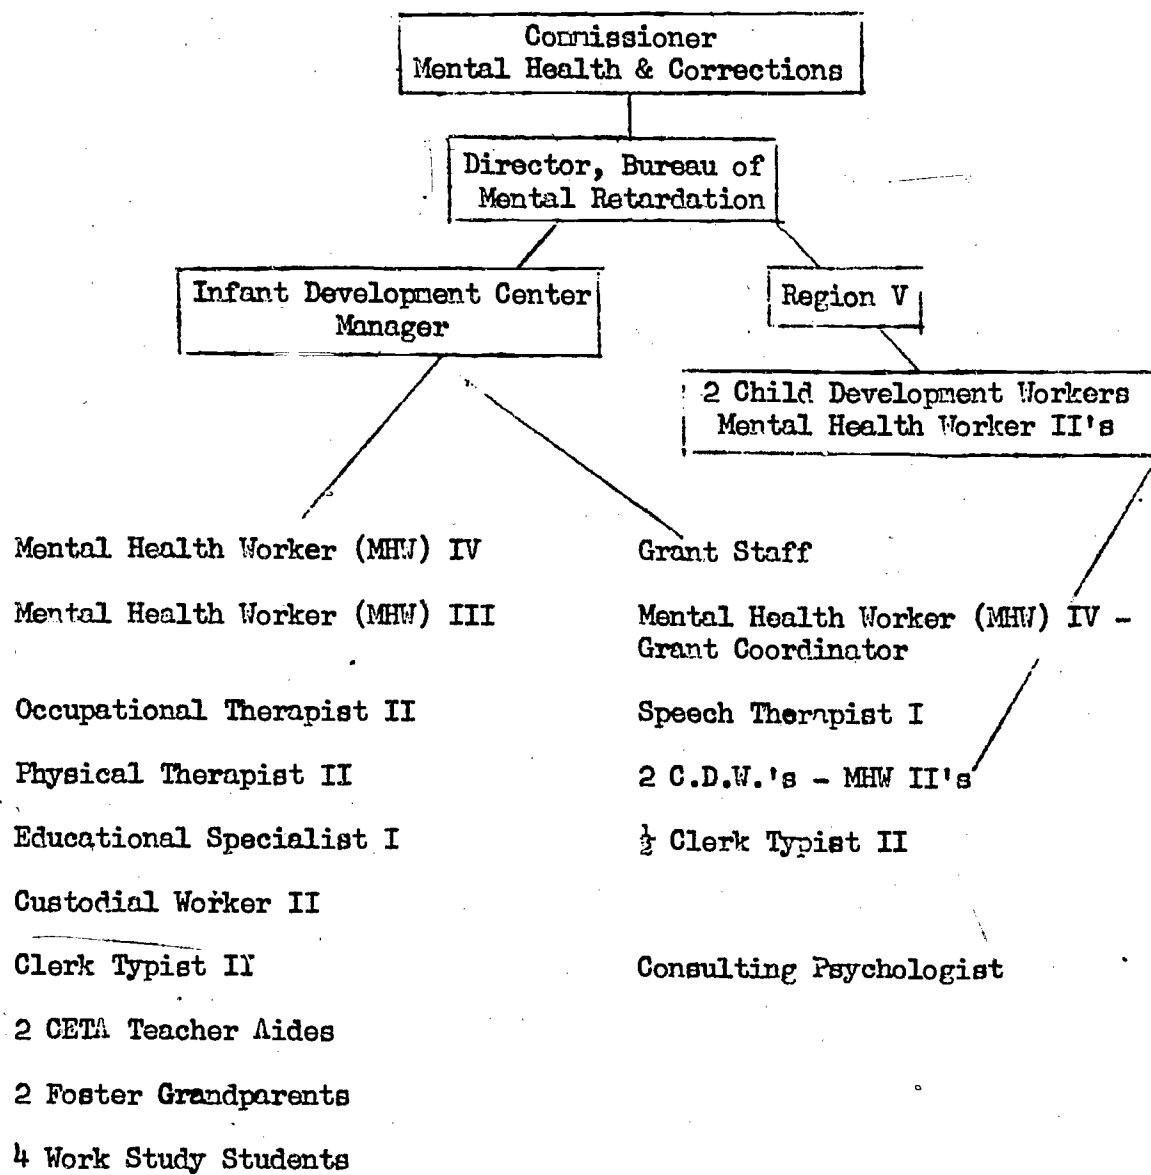 Commissioner
Mental Health & Corrections
Director, Bureau of
Mental Retardation
Infant Development Center
Manager
Region V
2 Child Development Workers
Mental Health Worker II's
Mental Health Worker (MHW) IV
Mental Health Worker (MHW) III
Occupational Therapist II
Physical Therapist II
Educational Specialist I
Custodial Worker II
Clerk Typist II
2 CETA Teacher Aides
2 Foster Grandparents
4 Work Study Students
Grant Staff
Mental Health Worker (MHW) IV -
Grant Coordinator
Speech Therapist I
2 C.D.W.'s - MHW II's
½ Clerk Typist II
Consulting Psychologist